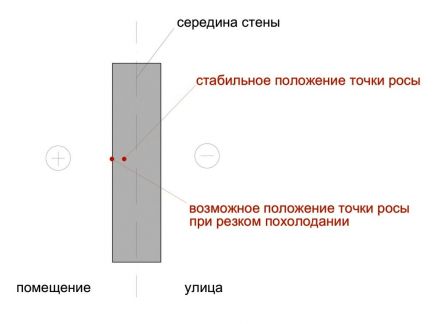 середина стены
стабильное положение точки росы
возможное положение точки росы
при резком похолодании
помещение
улица